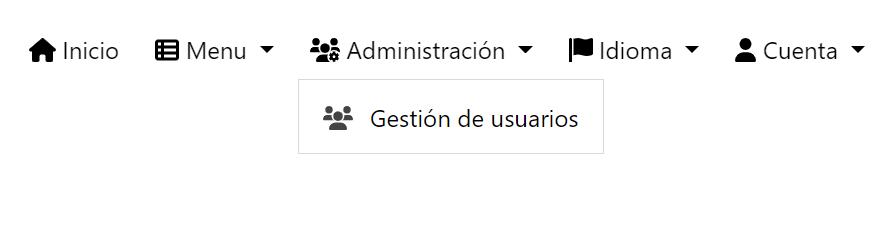 Inicio Menu Administración Idioma Cuenta
Gestión de usuarios